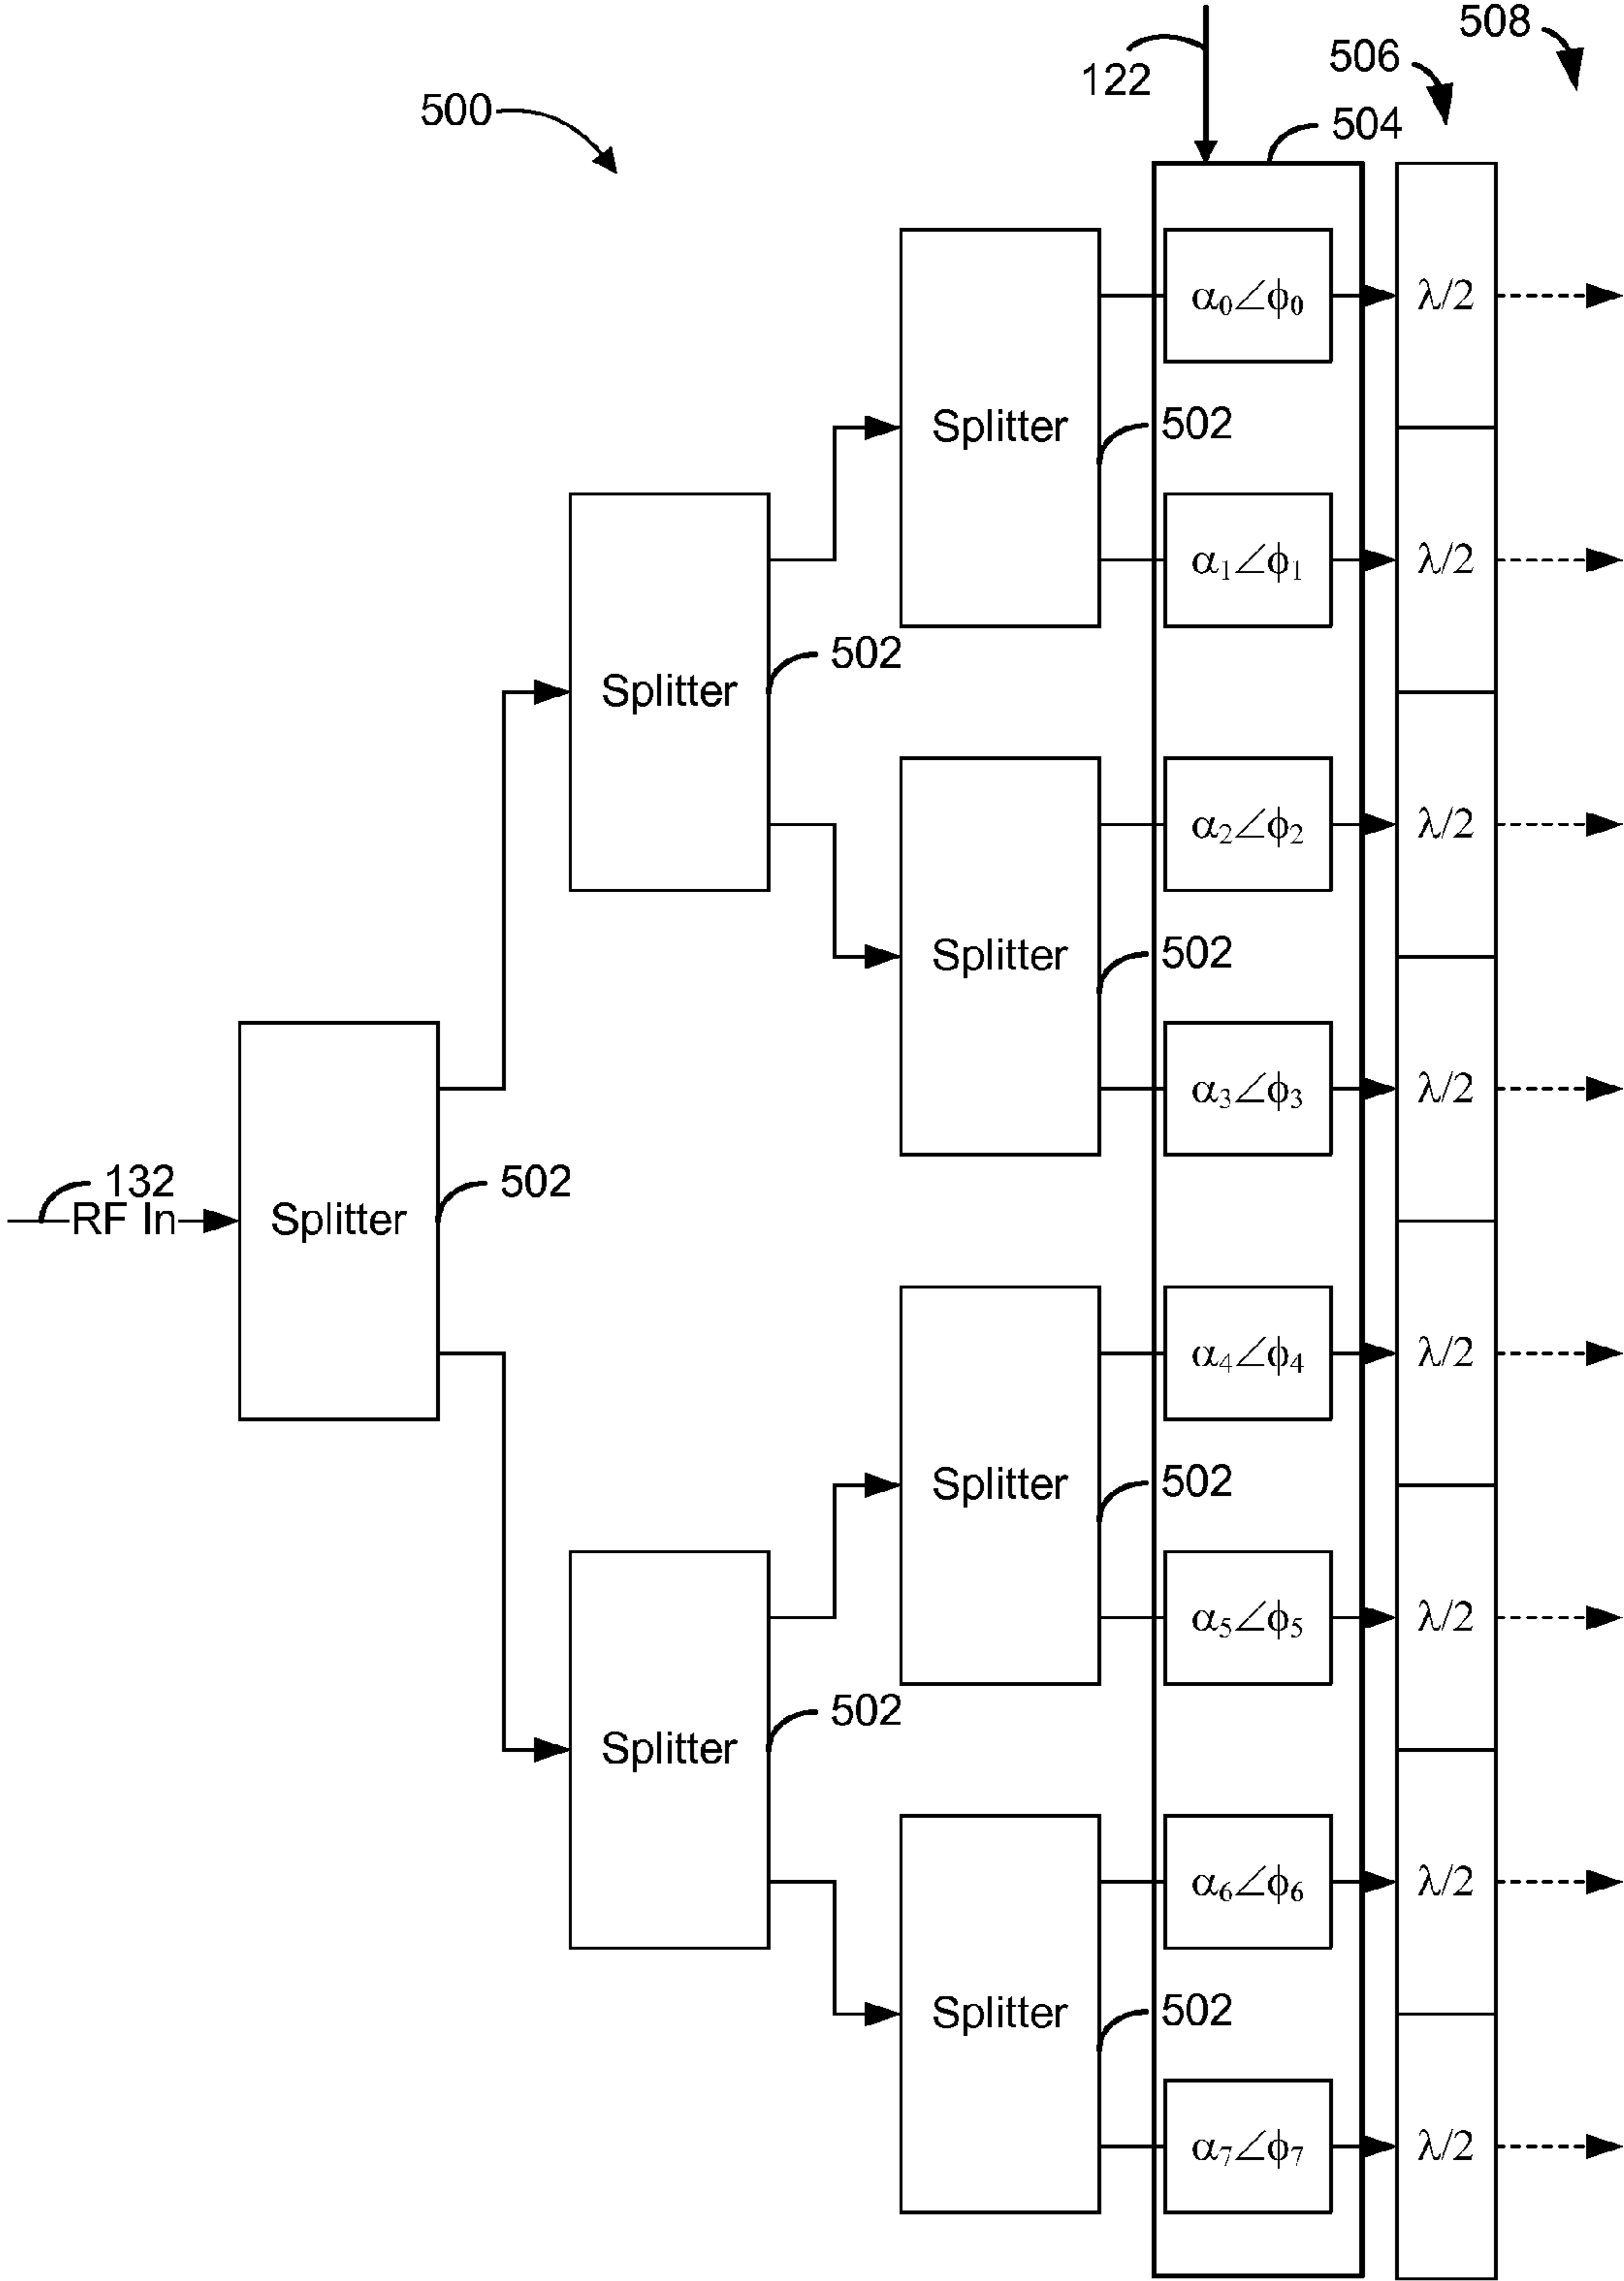 508
506
122
500
504
α₀∠ϕ₀
λ/2
Splitter
502
α₁∠ϕ₁
λ/2
502
Splitter
α₂∠ϕ₂
λ/2
Splitter
502
α₃∠ϕ₃
λ/2
132
RF In
Splitter
502
α₄∠ϕ₄
λ/2
Splitter
502
α₅∠ϕ₅
λ/2
502
Splitter
α₆∠ϕ₆
λ/2
Splitter
502
α₇∠ϕ₇
λ/2